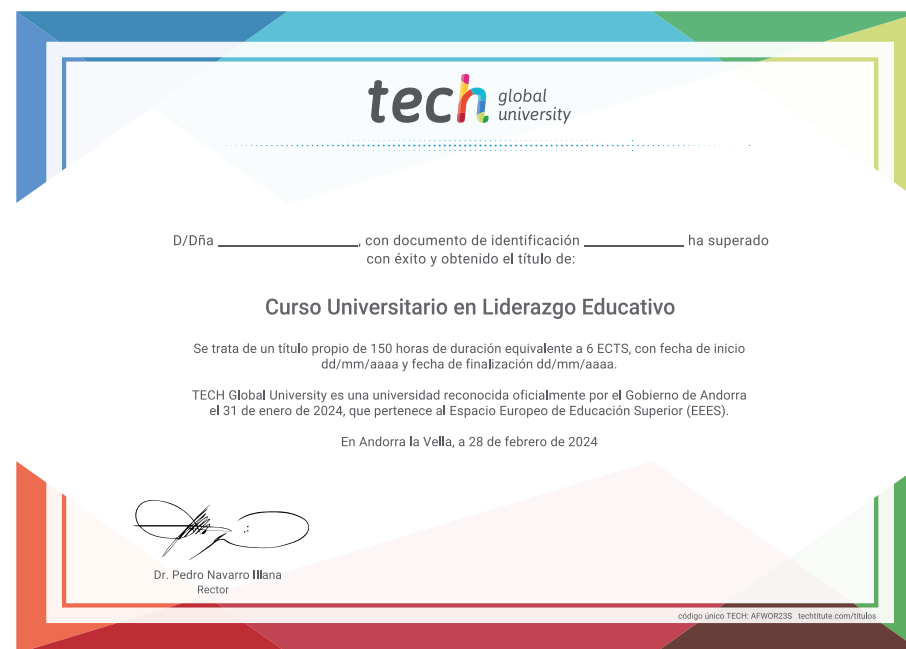 tech global university
D/Dña ____________, con documento de identificación ____________ ha superado
con éxito y obtenido el título de:
Curso Universitario en Liderazgo Educativo
Se trata de un título propio de 150 horas de duración equivalente a 6 ECTS, con fecha de inicio
dd/mm/aaaa y fecha de finalización dd/mm/aaaa.
TECH Global University es una universidad reconocida oficialmente por el Gobierno de Andorra
el 31 de enero de 2024, que pertenece al Espacio Europeo de Educación Superior (EEES).
En Andorra la Vella, a 28 de febrero de 2024
Dr. Pedro Navarro Illana
Rector
código único TECH: AFWOR23S techtitute.com/titulos